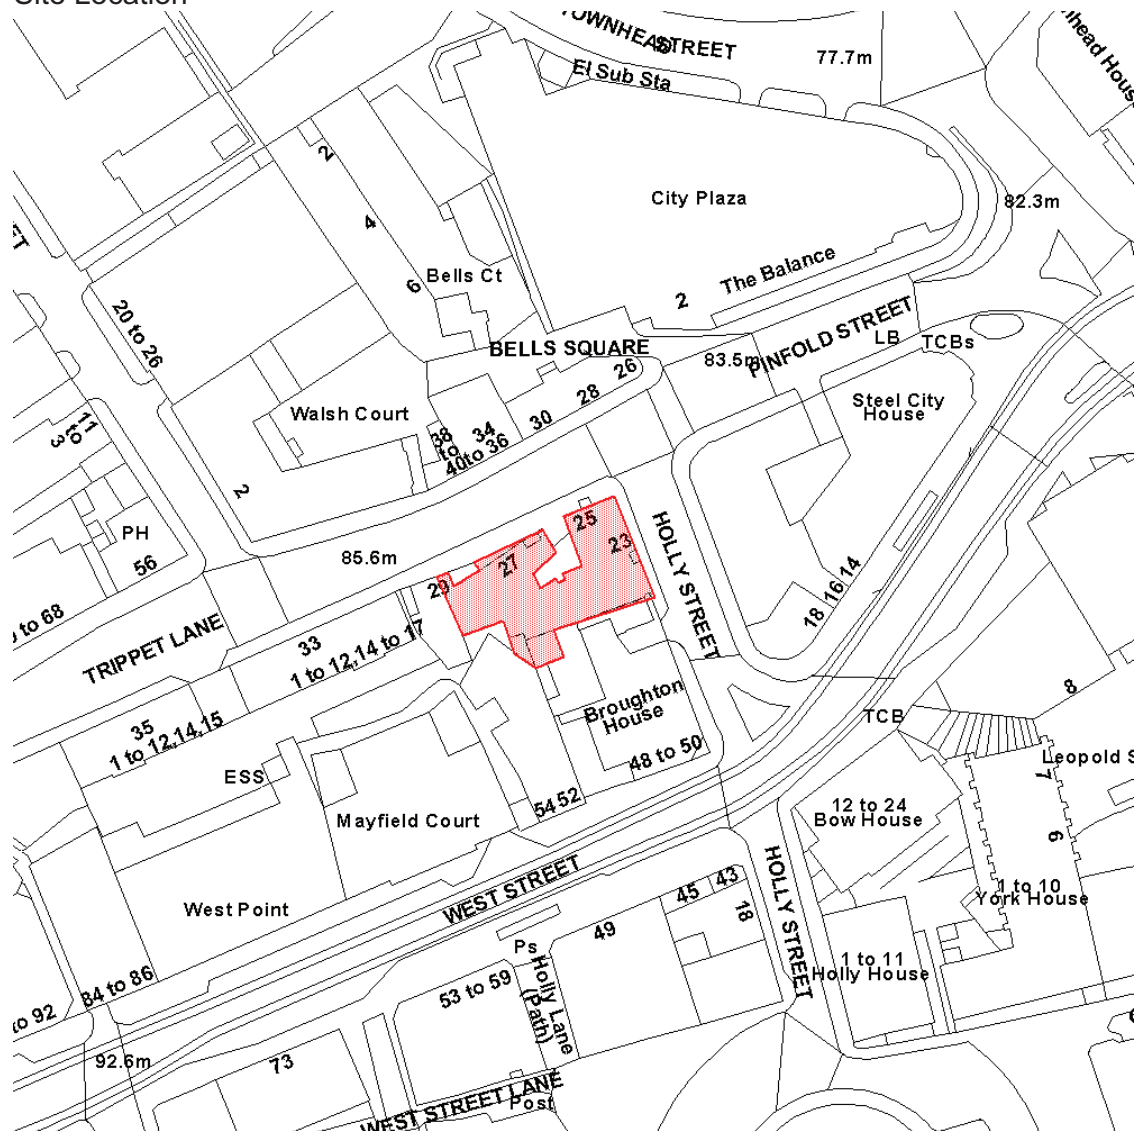 Site Location
TOWNHEAD STREET
El Sub Sta
77.7m
nhead Hous
2
City Plaza
82.3m
4
Bells Ct
6
The Balance
2
20 to 26
BELLS SQUARE
PINFOLD STREET
83.5m
LB
TCBs
26
28
30
34 to 36
38 to 40
Walsh Court
Steel City
House
11 to 3
2
PH
56
85.6m
25
23
27
29
HOLLY STREET
14
16
18
to 68
TRIPPET LANE
33
1 to 12,14 to 17
35
1 to 12,14,15
Broughton
House
48 to 50
ESS
54
52
Mayfield Court
TCB
8
Leopold S
7
6
12 to 24
Bow House
West Point
WEST STREET
HOLLY STREET
43
45
18
49
1 to 10
York House
Ps
Holly Lane
(Path)
1 to 11
Holly House
53 to 59
84 to 86
to 92
92.6m
73
WEST STREET LANE
Post